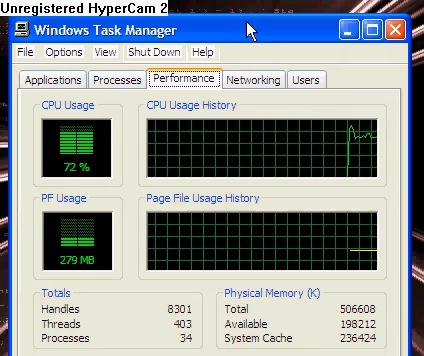 Unregistered HyperCam 2
Windows Task Manager
File Options View Shut Down Help
Applications Processes Performance Networking Users
CPU Usage CPU Usage History
72 %
PF Usage Page File Usage History
279 MB
Totals Physical Memory (K)
Handles 8301 Total 506608
Threads 403 Available 198212
Processes 34 System Cache 236424